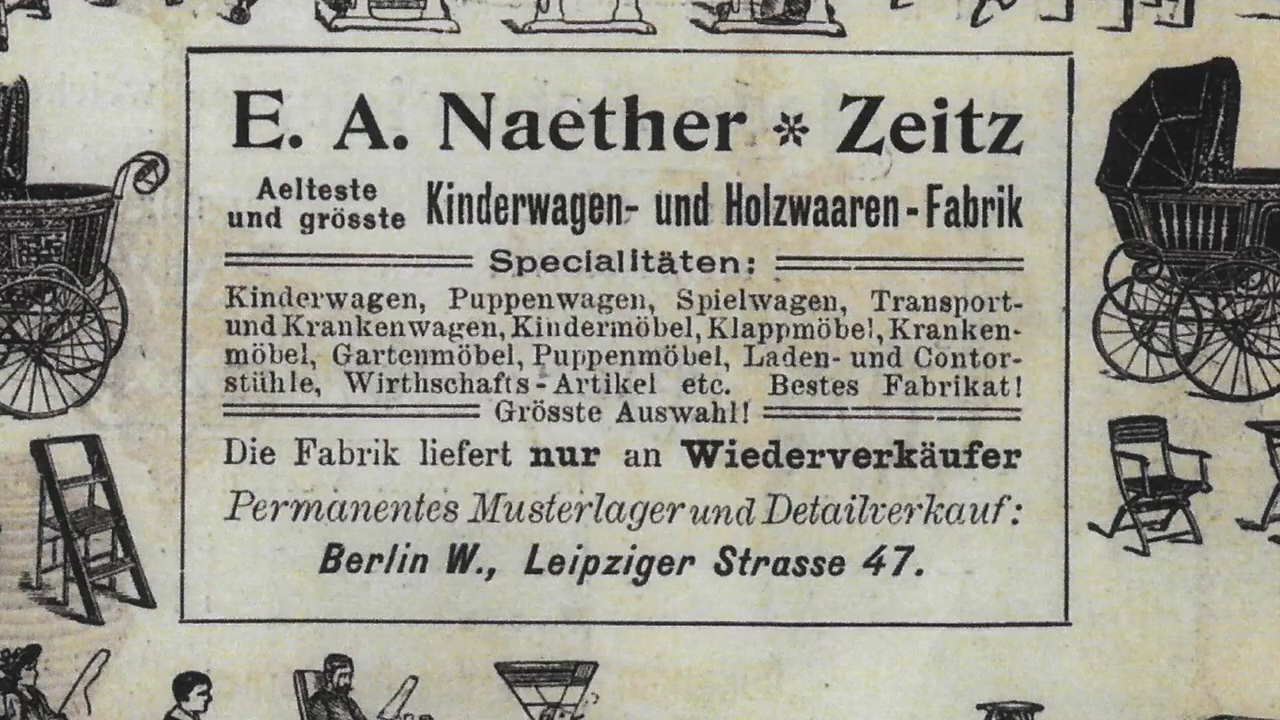 E. A. Naether * Zeitz
Aelteste
und grösste Kinderwagen- und Holzwaaren-Fabrik
Specialitäten:
Kinderwagen, Puppenwagen, Spielwagen, Transport-
und Krankenwagen, Kindermöbel, Klappmöbel, Kranken-
möbel, Gartenmöbel, Puppenmöbel, Laden- und Contor-
stühle, Wirthschafts-Artikel etc. Bestes Fabrikat!
Grösste Auswahl!
Die Fabrik liefert nur an Wiederverkäufer
Permanentes Musterlager und Detailverkauf:
Berlin W., Leipziger Strasse 47.